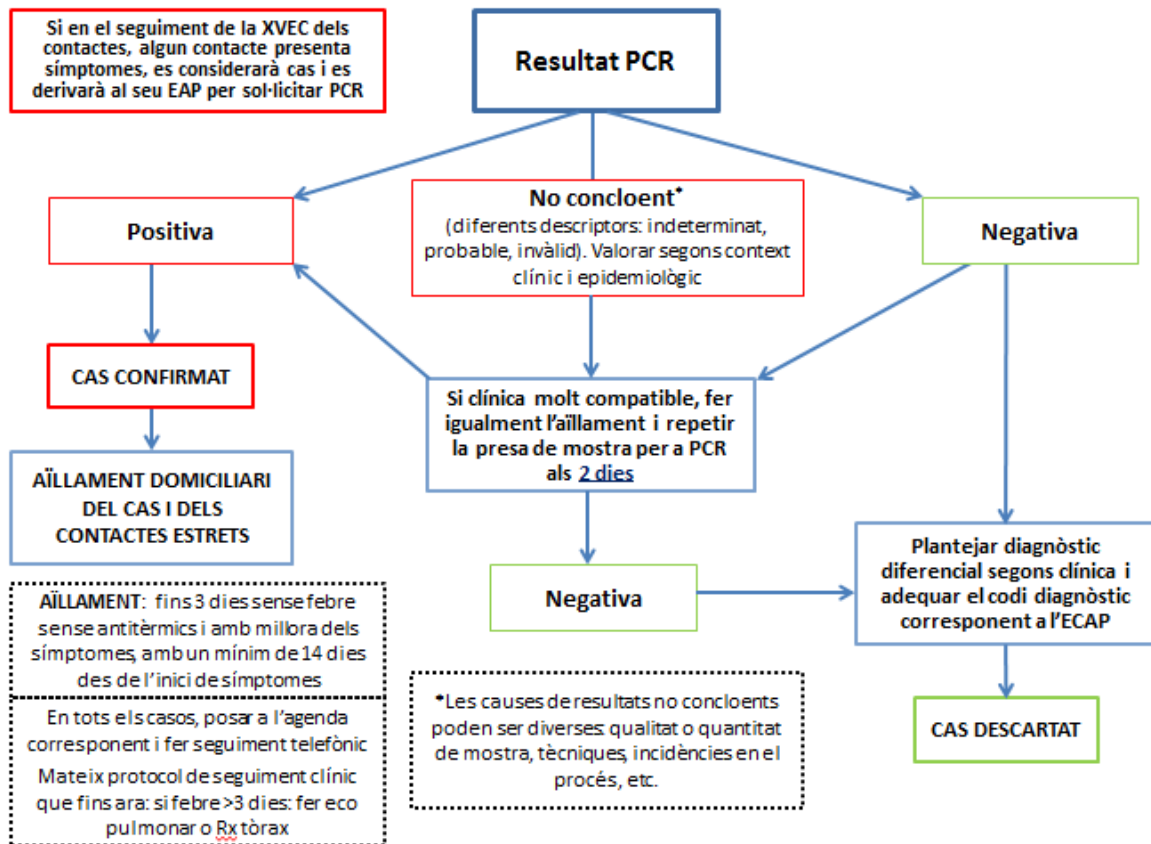 Si en el seguiment de la XVEC dels
contactes, algun contacte presenta
símptomes, es considerarà cas i es
derivarà al seu EAP per sol·licitar PCR
Resultat PCR
Positiva
No concloent*
(diferents descriptors: indeterminat,
probable, invàlid). Valorar segons context
clínic i epidemiològic
Negativa
CAS CONFIRMAT
Si clínica molt compatible, fer
igualment l'aïllament i repetir
la presa de mostra per a PCR
als 2 dies
AÏLLAMENT DOMICILIARI
DEL CAS I DELS
CONTACTES ESTRETS
Plantejar diagnòstic
diferencial segons clínica i
adequar el codi diagnòstic
corresponent a l'ECAP
Negativa
AÏLLAMENT: fins 3 dies sense febre
sense antitèrmics i amb millora dels
símptomes, amb un mínim de 14 dies
des de l'inici de símptomes
En tots els casos, posar a l'agenda
corresponent i fer seguiment telefònic
Mateix protocol de seguiment clínic
que fins ara: si febre >3 dies: fer eco
pulmonar o Rx tòrax
*Les causes de resultats no concloents
poden ser diverses: qualitat o quantitat
de mostra, tècniques, incidències en el
procés, etc.
CAS DESCARTAT